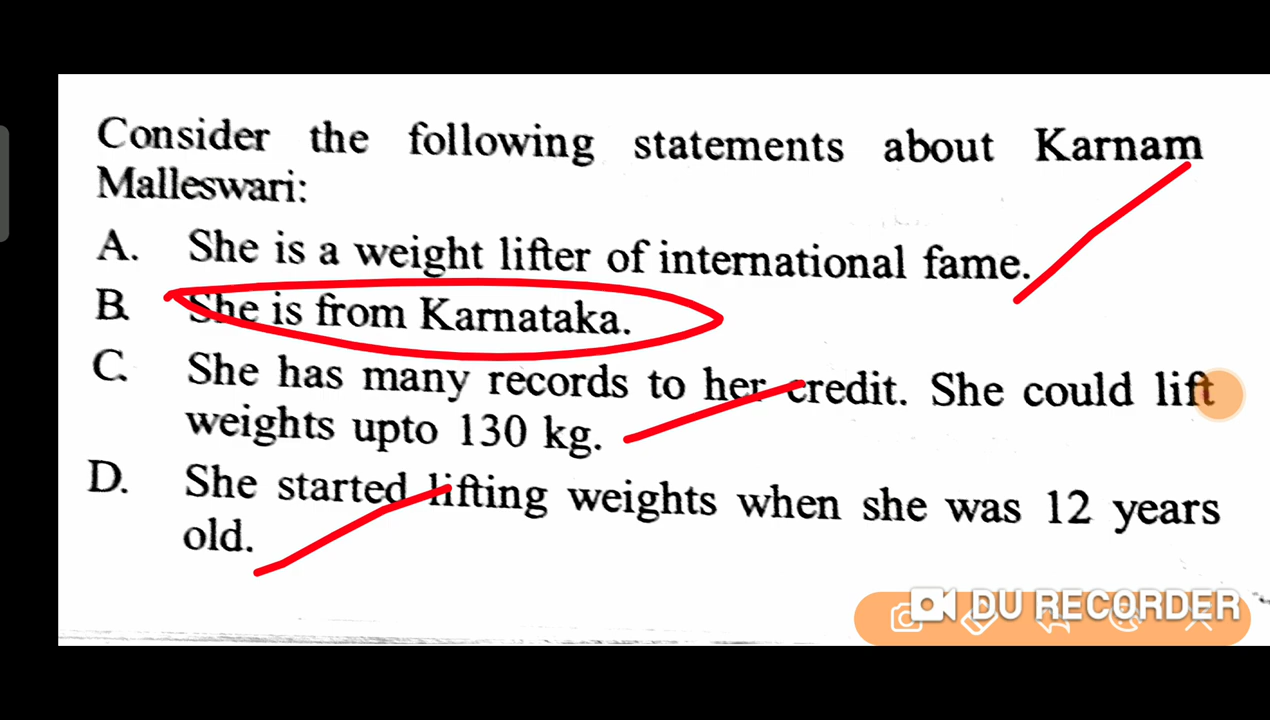 Consider the following statements about Karnam
Malleswari:
A. She is a weight lifter of international fame.
B. She is from Karnataka.
C. She has many records to her credit. She could lift
weights upto 130 kg.
D. She started lifting weights when she was 12 years
old.
DU RECORDER